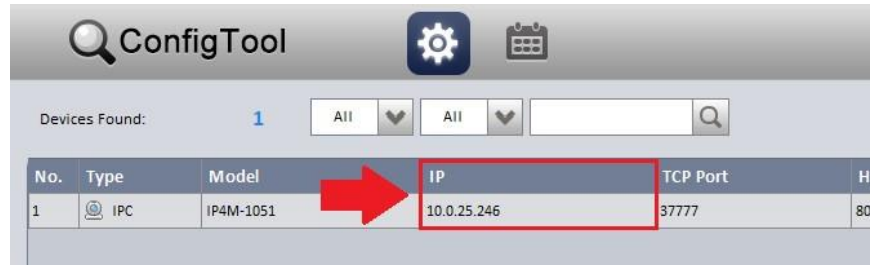 ConfigTool
Devices Found: 1 All All
No. Type Model IP TCP Port H
1 IPC IP4M-1051 10.0.25.246 37777 80